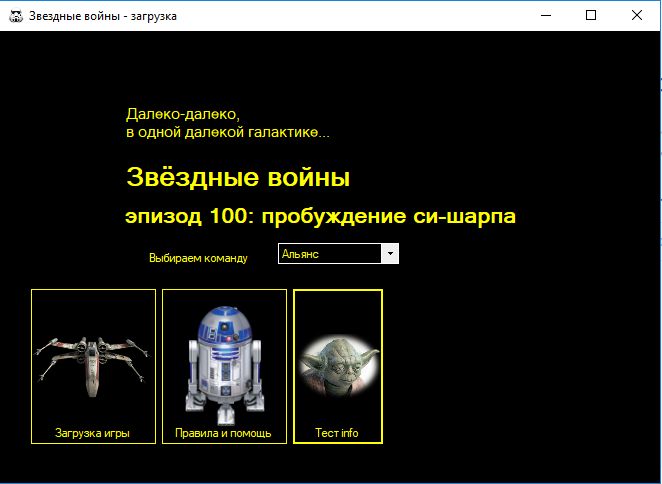 Звездные войны - загрузка
Далеко-далеко,
в одной далекой галактике...
Звёздные войны
эпизод 100: пробуждение си-шарпа
Выбираем команду
Альянс
Загрузка игры
Правила и помощь
Тест info